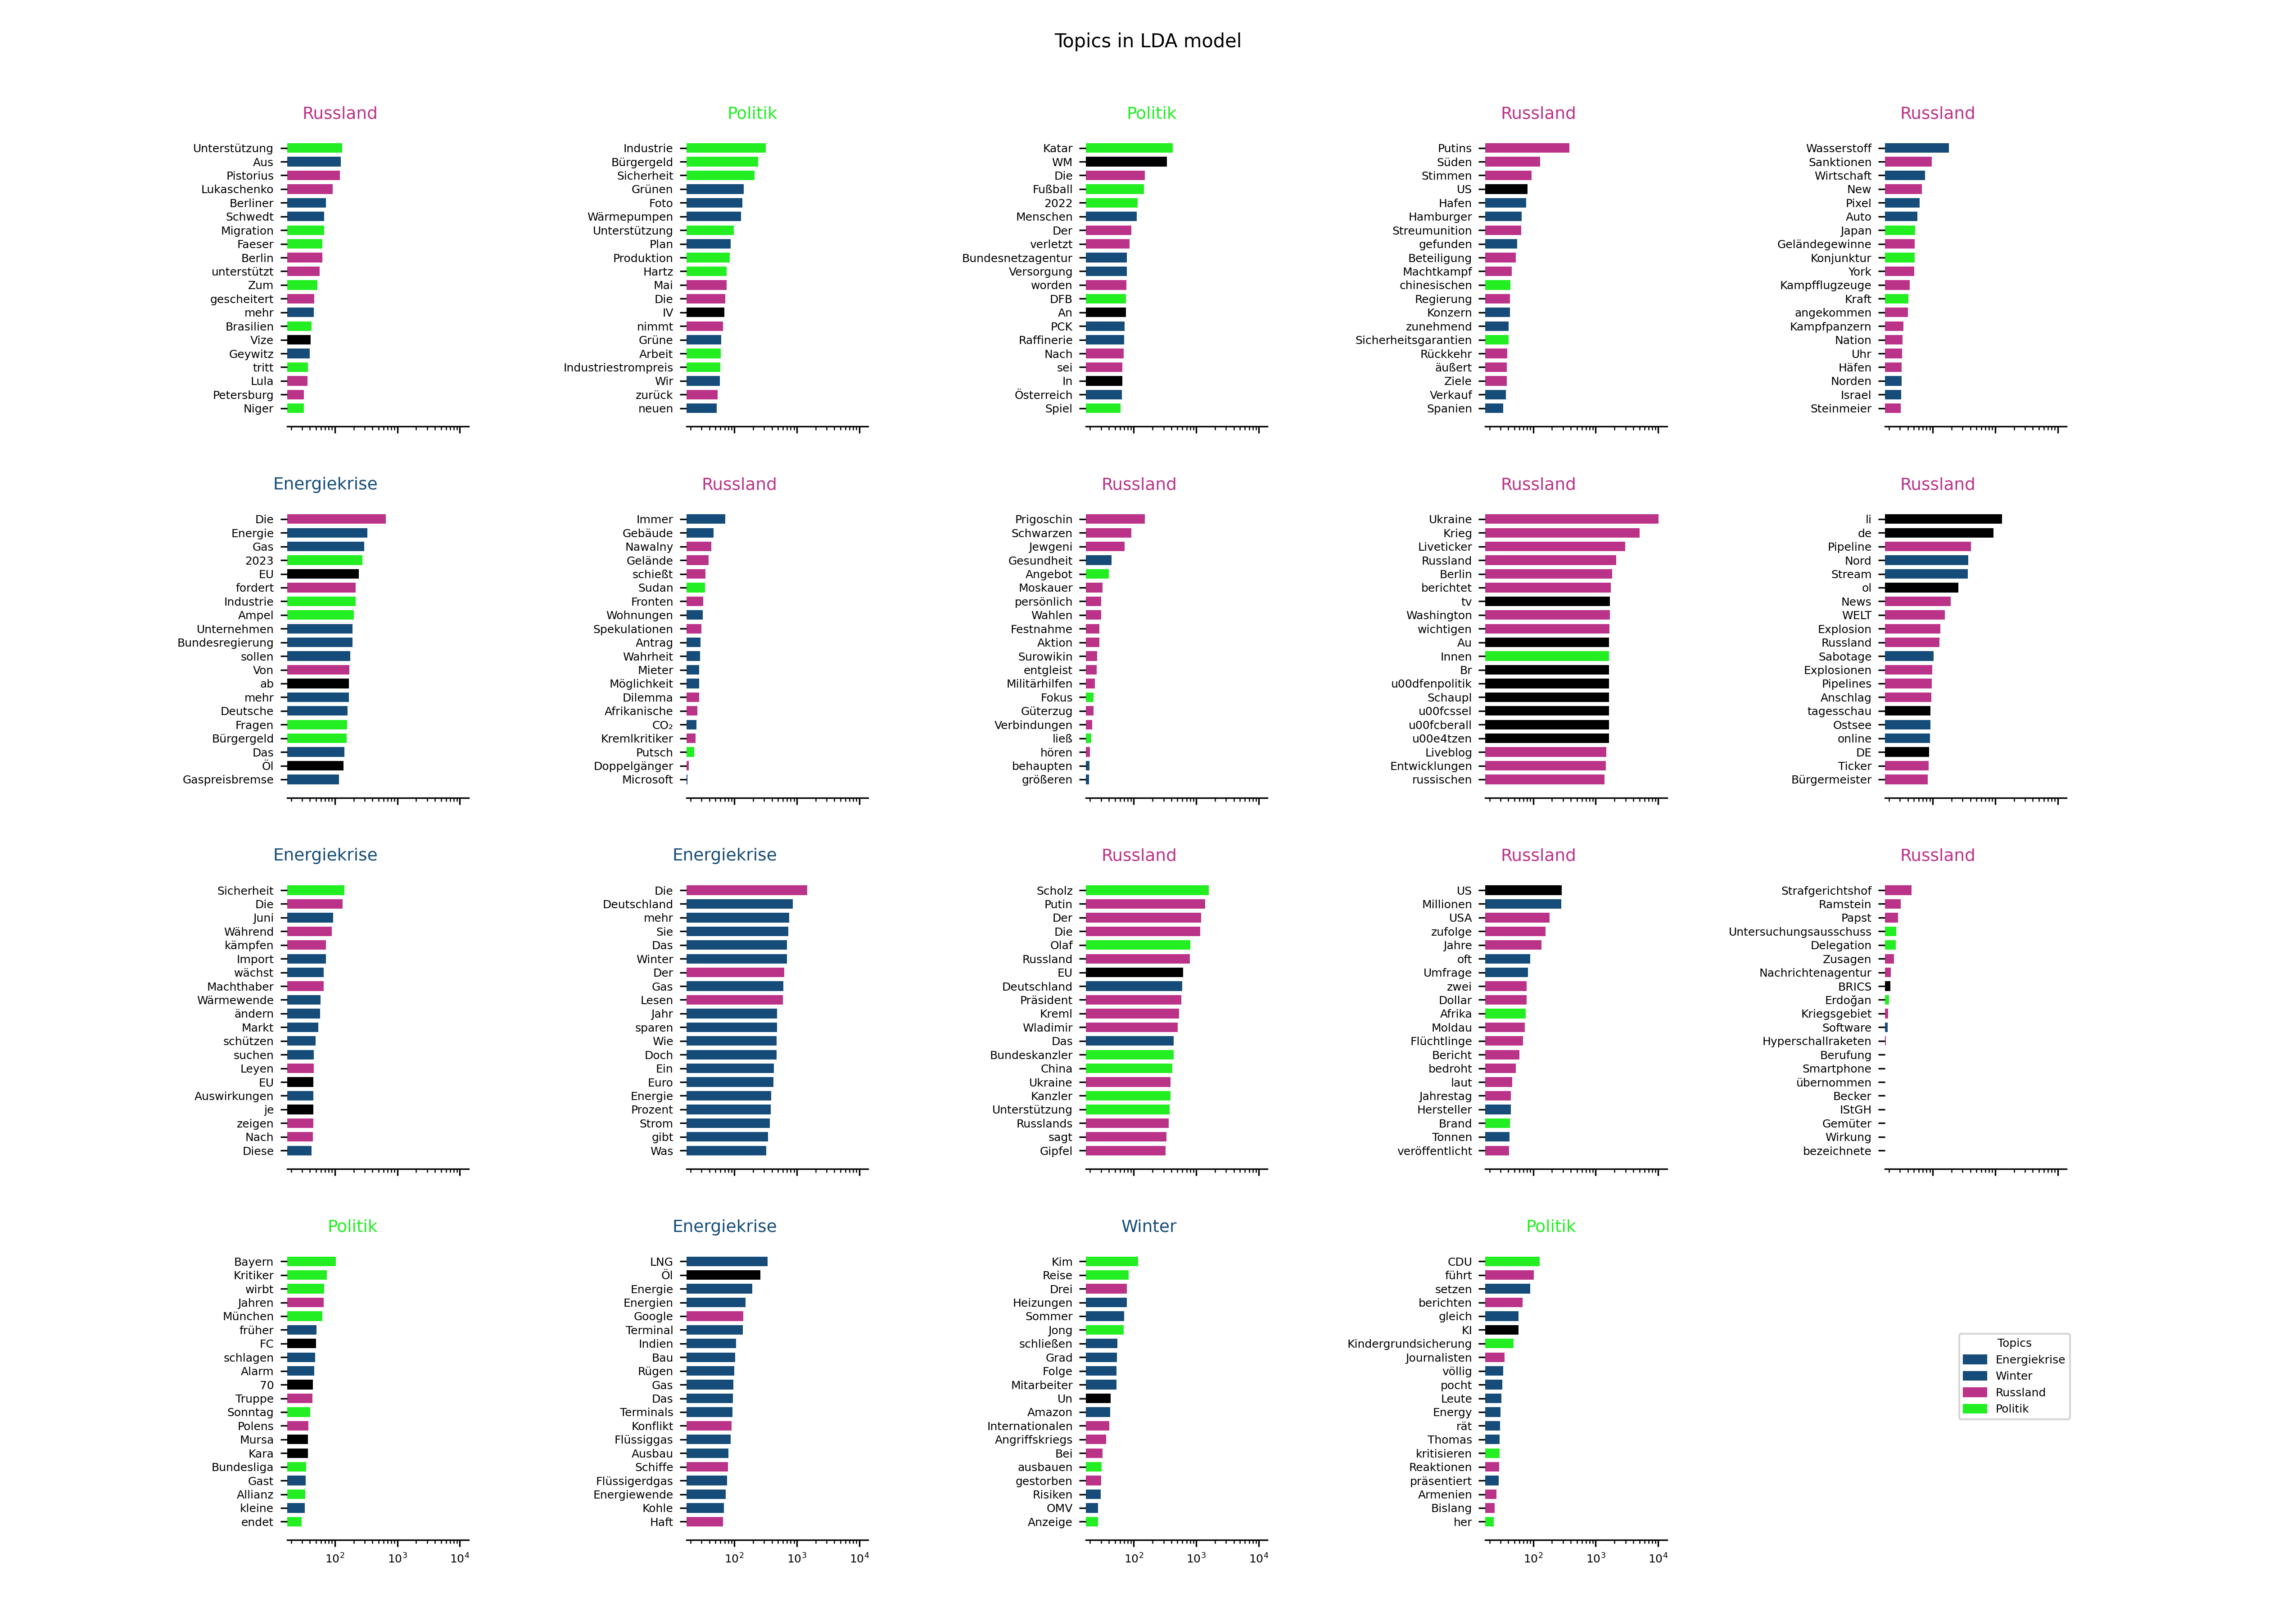 Topics in LDA model
Russland
Unterstützung
Aus
Pistorius
Lukaschenko
Berliner
Schwedt
Migration
Faeser
Berlin
unterstützt
Zum
gescheitert
mehr
Brasilien
Vize
Geywitz
tritt
Lula
Petersburg
Niger
Politik
Industrie
Bürgergeld
Sicherheit
Grünen
Foto
Wärmepumpen
Unterstützung
Plan
Produktion
Hartz
Mai
Die
IV
nimmt
Grüne
Arbeit
Industriestrompreis
Wir
zurück
neuen
Politik
Katar
WM
Die
Fußball
2022
Menschen
Der
verletzt
Bundesnetzagentur
Versorgung
worden
DFB
An
PCK
Raffinerie
Nach
sei
In
Österreich
Spiel
Russland
Putins
Süden
Stimmen
US
Hafen
Hamburger
Streumunition
gefunden
Beteiligung
Machtkampf
chinesischen
Regierung
Konzern
zunehmend
Sicherheitsgarantien
Rückkehr
äußert
Ziele
Verkauf
Spanien
Russland
Wasserstoff
Sanktionen
Wirtschaft
New
Pixel
Auto
Japan
Geländegewinne
Konjunktur
York
Kampfflugzeuge
Kraft
angekommen
Kampfpanzern
Nation
Uhr
Häfen
Norden
Israel
Steinmeier
Energiekrise
Die
Energie
Gas
2023
EU
fordert
Industrie
Ampel
Unternehmen
Bundesregierung
sollen
Von
ab
mehr
Deutsche
Fragen
Bürgergeld
Das
Öl
Gaspreisbremse
Russland
Immer
Gebäude
Nawalny
Gelände
schießt
Sudan
Fronten
Wohnungen
Spekulationen
Antrag
Wahrheit
Mieter
Möglichkeit
Dilemma
Afrikanische
CO₂
Kremlkritiker
Putsch
Doppelgänger
Microsoft
Russland
Prigoschin
Schwarzen
Jewgeni
Gesundheit
Angebot
Moskauer
persönlich
Wahlen
Festnahme
Aktion
Surowikin
entgleist
Militärhilfen
Fokus
Güterzug
Verbindungen
ließ
hören
behaupten
größeren
Russland
Ukraine
Krieg
Liveticker
Russland
Berlin
berichtet
tv
Washington
wichtigen
Au
Innen
Br
u00dfenpolitik
Schaupl
u00fcssel
u00fcberall
u00e4tzen
Liveblog
Entwicklungen
russischen
Russland
li
de
Pipeline
Nord
Stream
ol
News
WELT
Explosion
Russland
Sabotage
Explosionen
Pipelines
Anschlag
tagesschau
Ostsee
online
DE
Ticker
Bürgermeister
Energiekrise
Sicherheit
Die
Juni
Während
kämpfen
Import
wächst
Machthaber
Wärmewende
ändern
Markt
schützen
suchen
Leyen
EU
Auswirkungen
je
zeigen
Nach
Diese
Energiekrise
Die
Deutschland
mehr
Sie
Das
Winter
Der
Gas
Lesen
Jahr
sparen
Wie
Doch
Ein
Euro
Energie
Prozent
Strom
gibt
Was
Russland
Scholz
Putin
Der
Die
Olaf
Russland
EU
Deutschland
Präsident
Kreml
Wladimir
Das
Bundeskanzler
China
Ukraine
Kanzler
Unterstützung
Russlands
sagt
Gipfel
Russland
US
Millionen
USA
zufolge
Jahre
oft
Umfrage
zwei
Dollar
Afrika
Moldau
Flüchtlinge
Bericht
bedroht
laut
Jahrestag
Hersteller
Brand
Tonnen
veröffentlicht
Russland
Strafgerichtshof
Ramstein
Papst
Untersuchungsausschuss
Delegation
Zusagen
Nachrichtenagentur
BRICS
Erdoğan
Kriegsgebiet
Software
Hyperschallraketen
Berufung
Smartphone
übernommen
Becker
IStGH
Gemüter
Wirkung
bezeichnete
Politik
Bayern
Kritiker
wirbt
Jahren
München
früher
FC
schlagen
Alarm
70
Truppe
Sonntag
Polens
Mursa
Kara
Bundesliga
Gast
Allianz
kleine
endet
10² 10³ 10⁴
Energiekrise
LNG
Öl
Energie
Energien
Google
Terminal
Indien
Bau
Rügen
Gas
Das
Terminals
Konflikt
Flüssiggas
Ausbau
Schiffe
Flüssigerdgas
Energiewende
Kohle
Haft
10² 10³ 10⁴
Winter
Kim
Reise
Drei
Heizungen
Sommer
Jong
schließen
Grad
Folge
Mitarbeiter
Un
Amazon
Internationalen
Angriffskriegs
Bei
ausbauen
gestorben
Risiken
OMV
Anzeige
10² 10³ 10⁴
Politik
CDU
führt
setzen
berichten
gleich
KI
Kindergrundsicherung
Journalisten
völlig
pocht
Leute
Energy
rät
Thomas
kritisieren
Reaktionen
präsentiert
Armenien
Bislang
her
10² 10³ 10⁴
Topics
Energiekrise
Winter
Russland
Politik